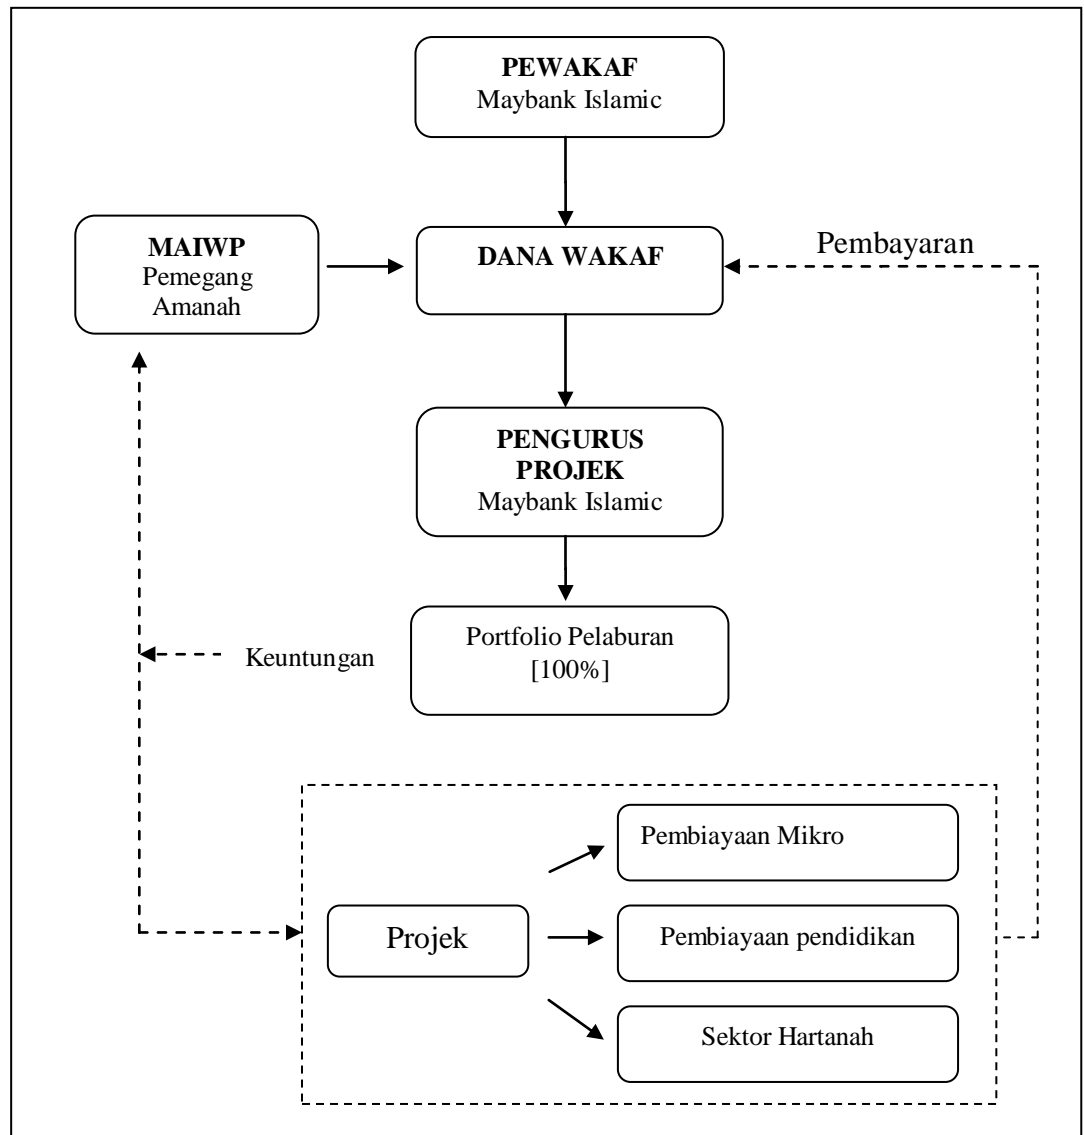 PEWAKAF
Maybank Islamic
MAIWP
Pemegang
Amanah
DANA WAKAF
Pembayaran
PENGURUS
PROJEK
Maybank Islamic
Portfolio Pelaburan
[100%]
Keuntungan
Projek
Pembiayaan Mikro
Pembiayaan pendidikan
Sektor Hartanah